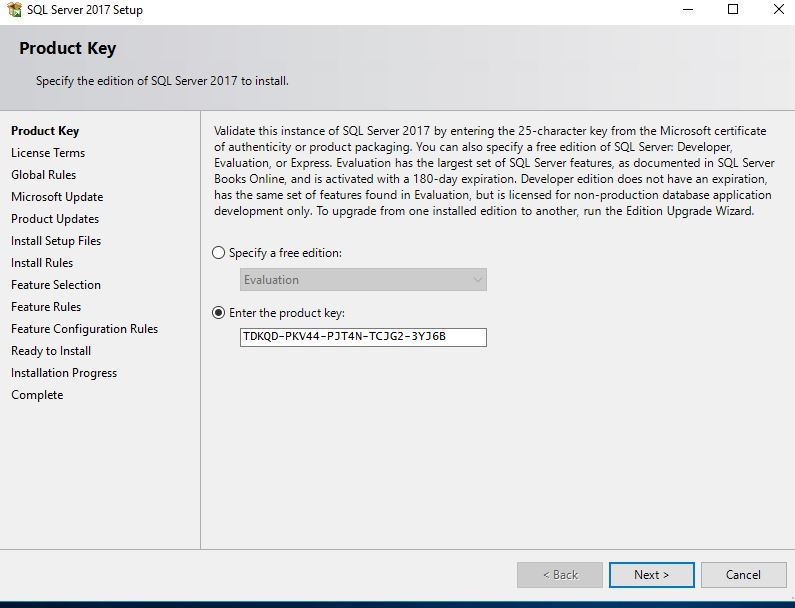 SQL Server 2017 Setup
Product Key
Specify the edition of SQL Server 2017 to install.
Product Key
License Terms
Global Rules
Microsoft Update
Product Updates
Install Setup Files
Install Rules
Feature Selection
Feature Rules
Feature Configuration Rules
Ready to Install
Installation Progress
Complete
Validate this instance of SQL Server 2017 by entering the 25-character key from the Microsoft certificate
of authenticity or product packaging. You can also specify a free edition of SQL Server: Developer,
Evaluation, or Express. Evaluation has the largest set of SQL Server features, as documented in SQL Server
Books Online, and is activated with a 180-day expiration. Developer edition does not have an expiration,
has the same set of features found in Evaluation, but is licensed for non-production database application
development only. To upgrade from one installed edition to another, run the Edition Upgrade Wizard.
Specify a free edition:
Evaluation
Enter the product key:
TDKQD-PKV44-PJT4N-TCJG2-3YJ6B
< Back
Next >
Cancel